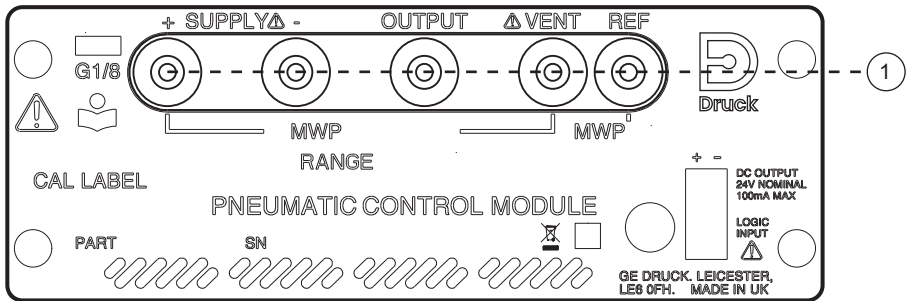 + SUPPLY⚠ - OUTPUT ⚠VENT REF
G1/8
1
Druck
MWP MWP
RANGE
+ -
CAL LABEL
DC OUTPUT
24V NOMINAL
100mA MAX
PNEUMATIC CONTROL MODULE
LOGIC
INPUT
PART SN
GE DRUCK. LEICESTER,
LE6 0FH. MADE IN UK